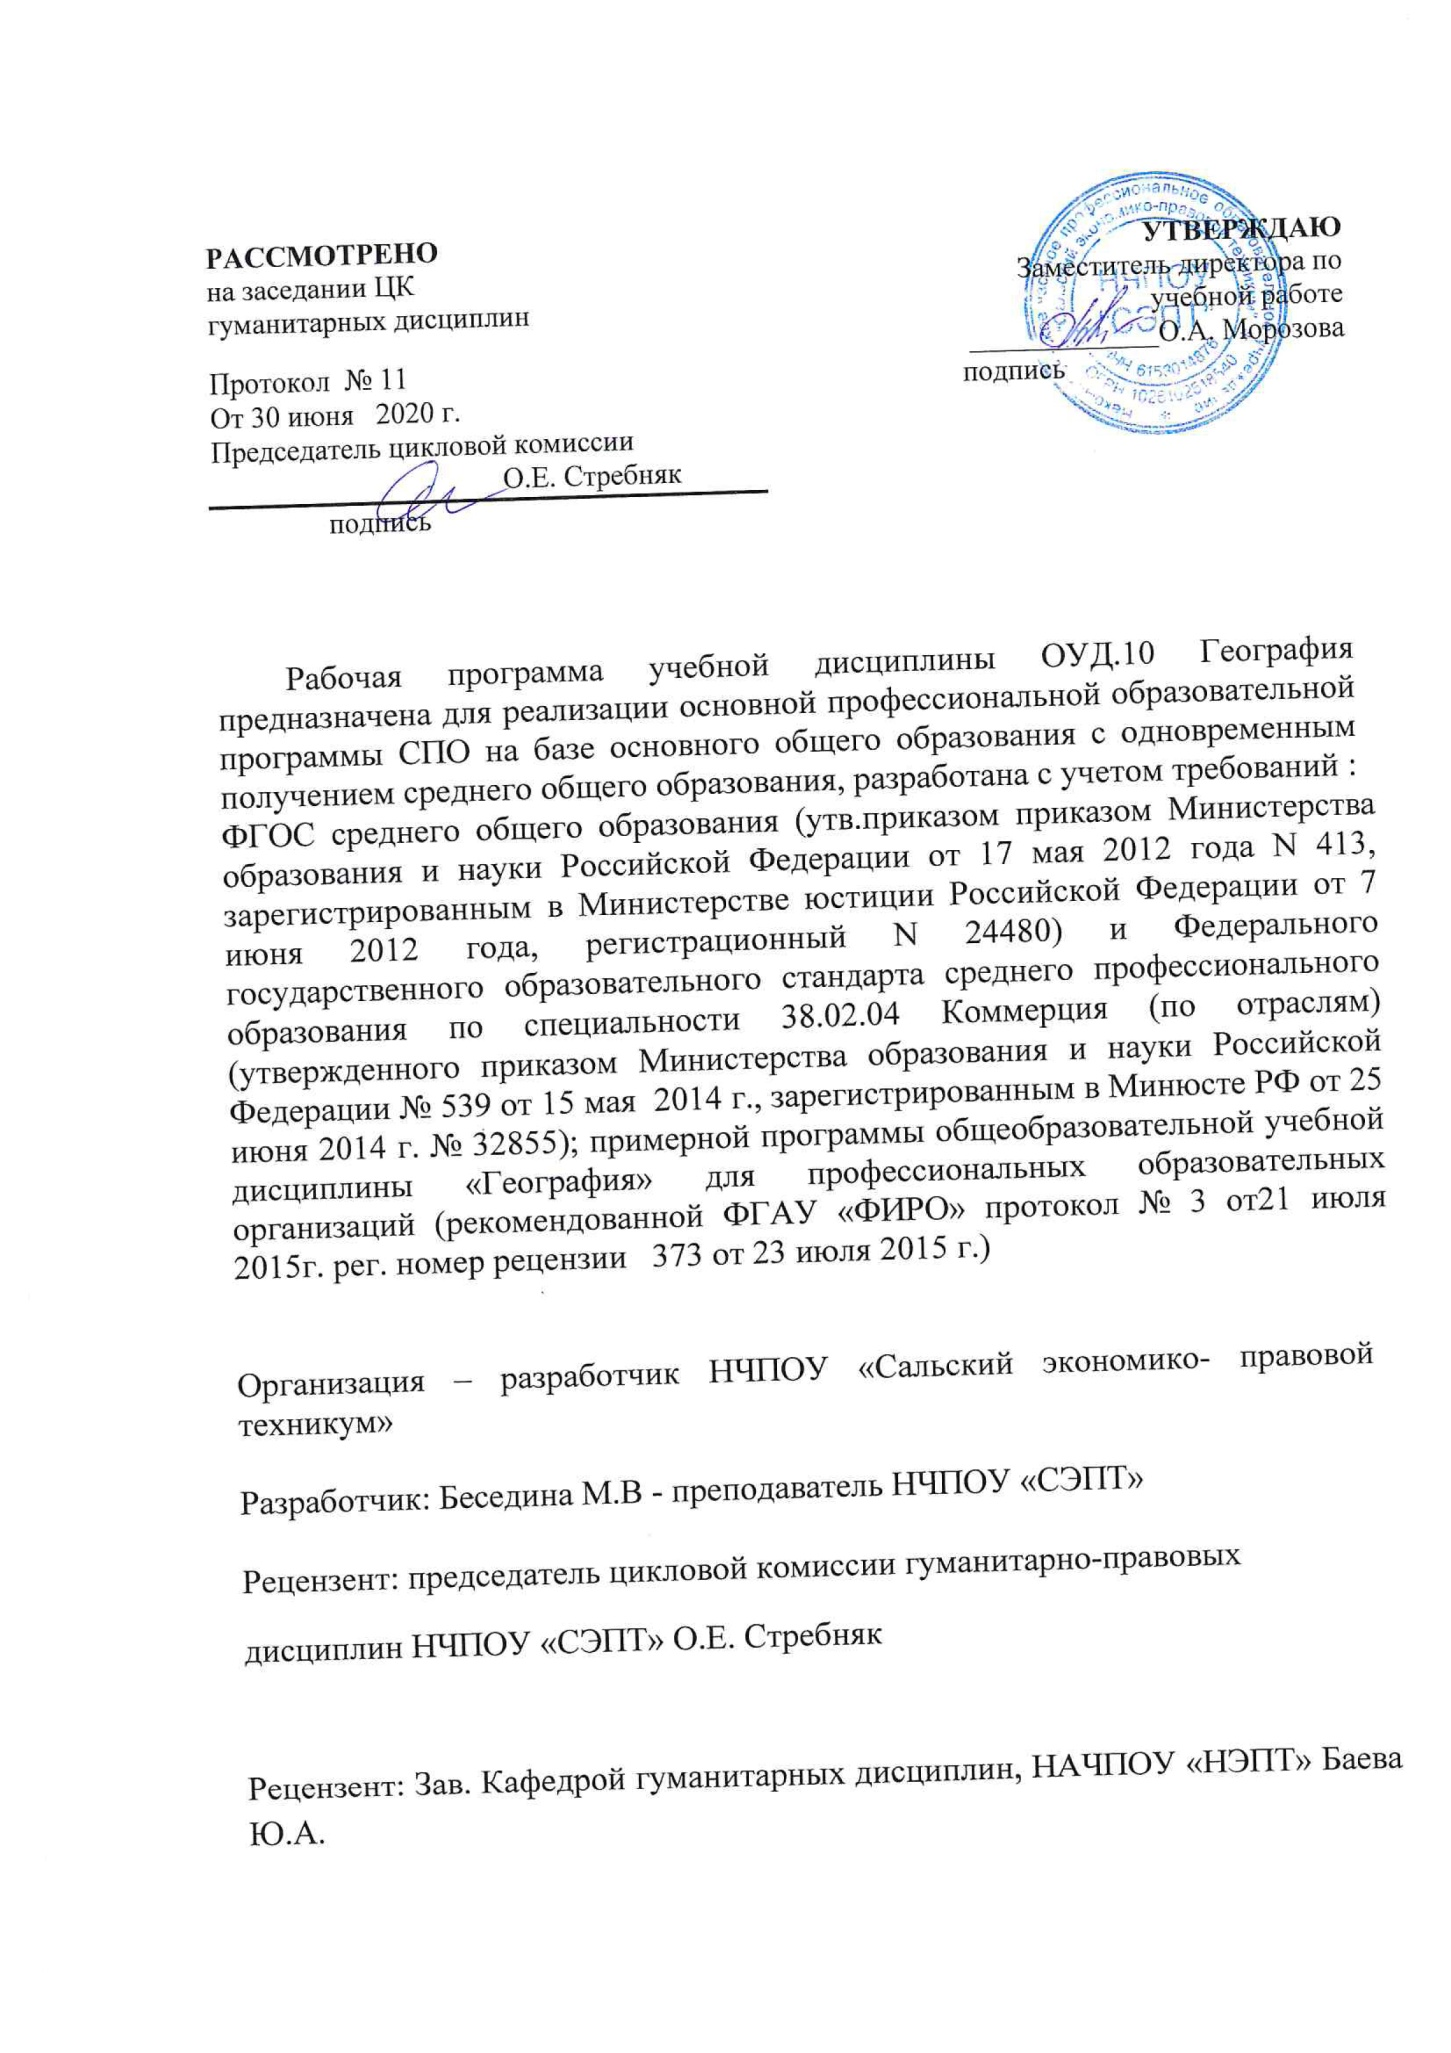 РАССМОТРЕНО
на заседании ЦК
гуманитарных дисциплин
Протокол № 11
От 30 июня 2020 г.
Председатель цикловой комиссии
О.Е. Стребняк
подпись
УТВЕРЖДАЮ
Заместитель директора по
учебной работе
О.А. Морозова
подпись
НЧПОУ
"СЭПТ"
ИНН 6153014876
ОГРН 1026102518540
Рабочая программа учебной дисциплины ОУД.10 География
предназначена для реализации основной профессиональной образовательной
программы СПО на базе основного общего образования с одновременным
получением среднего общего образования, разработана с учетом требований :
ФГОС среднего общего образования (утв.приказом приказом Министерства
образования и науки Российской Федерации от 17 мая 2012 года N 413,
зарегистрированным в Министерстве юстиции Российской Федерации от 7
июня 2012 года, регистрационный N 24480) и Федерального
государственного образовательного стандарта среднего профессионального
образования по специальности 38.02.04 Коммерция (по отраслям)
(утвержденного приказом Министерства образования и науки Российской
Федерации № 539 от 15 мая 2014 г., зарегистрированным в Минюсте РФ от 25
июня 2014 г. № 32855); примерной программы общеобразовательной учебной
дисциплины «География» для профессиональных образовательных
организаций (рекомендованной ФГАУ «ФИРО» протокол № 3 от21 июля
2015г. рег. номер рецензии 373 от 23 июля 2015 г.)
Организация – разработчик НЧПОУ «Сальский экономико- правовой
техникум»
Разработчик: Беседина М.В - преподаватель НЧПОУ «СЭПТ»
Рецензент: председатель цикловой комиссии гуманитарно-правовых
дисциплин НЧПОУ «СЭПТ» О.Е. Стребняк
Рецензент: Зав. Кафедрой гуманитарных дисциплин, НАЧПОУ «НЭПТ» Баева
Ю.А.